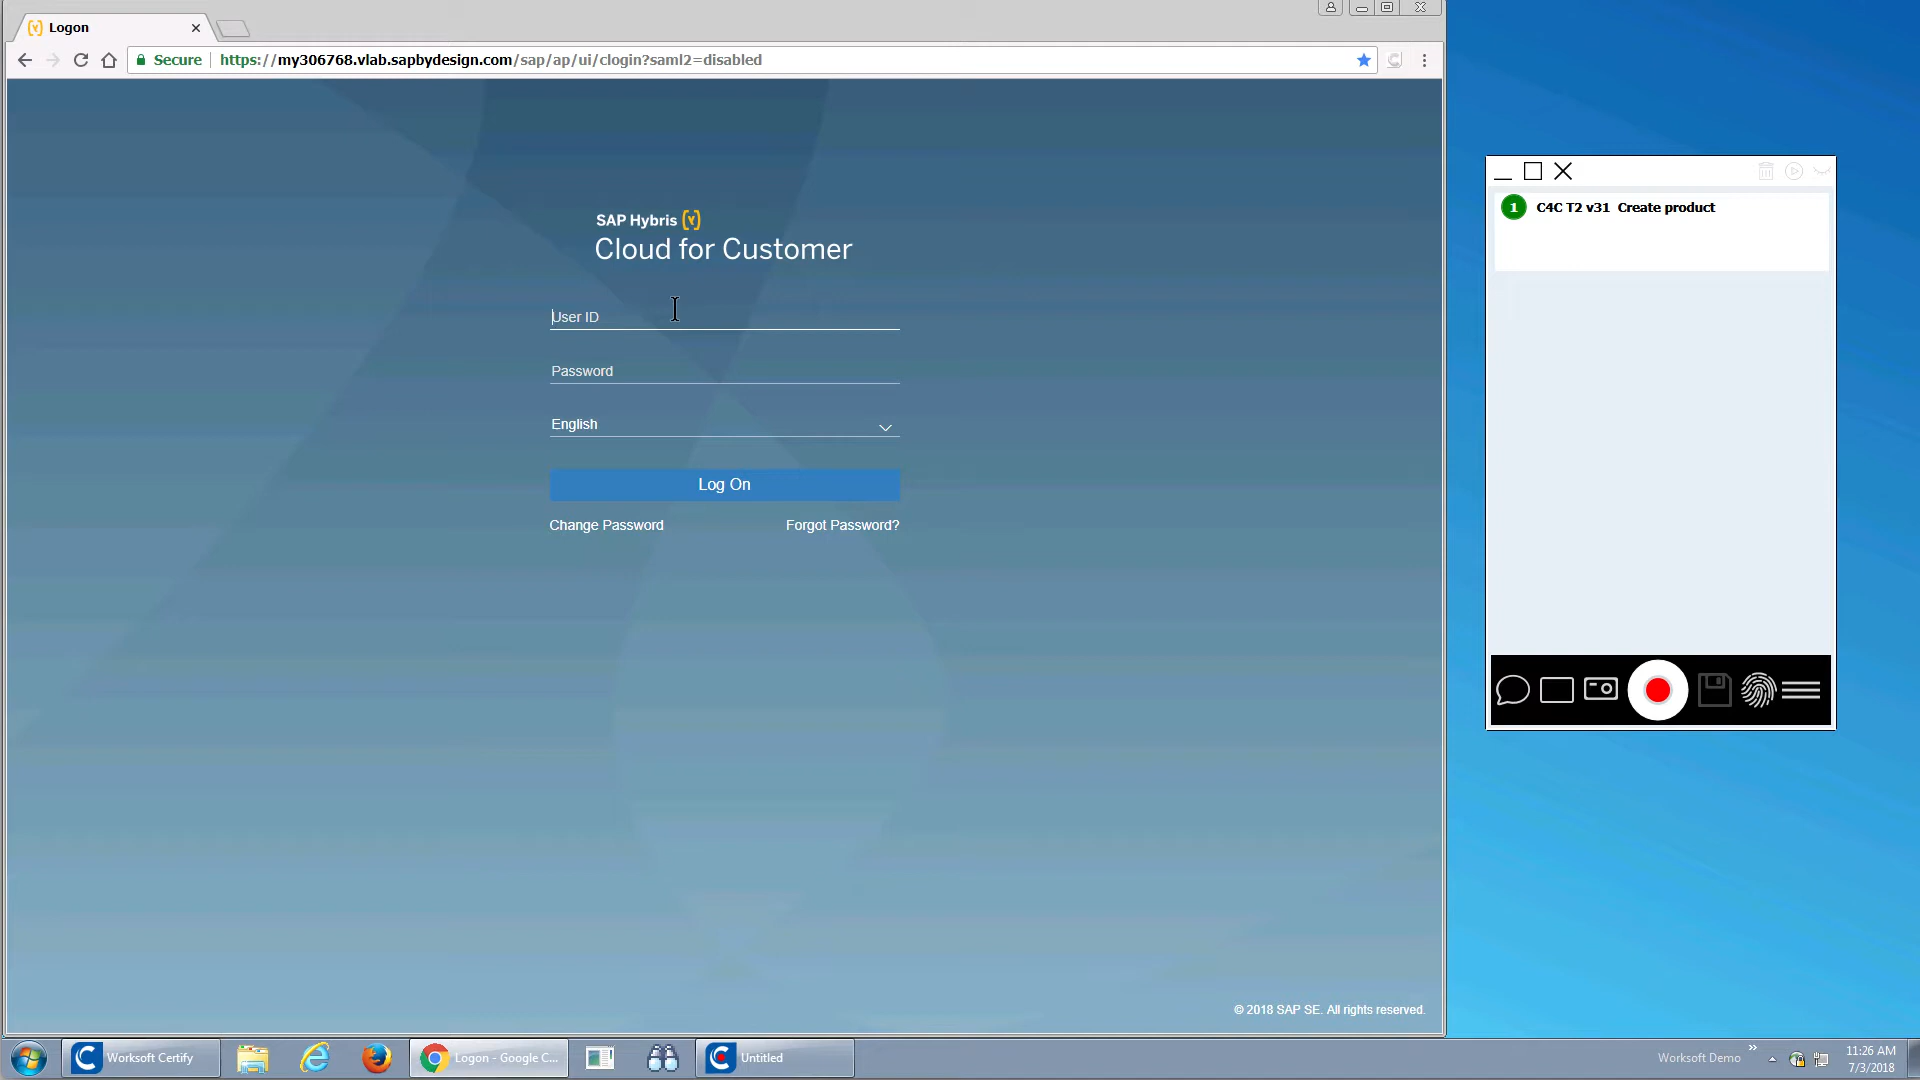 Logon
Secure
https://my306768.vlab.sapbydesign.com/sap/ap/ui/clogin?saml2=disabled
SAP Hybris
Cloud for Customer
User ID
Password
English
Log On
Change Password
Forgot Password?
© 2018 SAP SE. All rights reserved.
1
C4C T2 v31 Create product
Worksoft Certify
Logon - Google C...
Untitled
Worksoft Demo
11:26 AM
7/3/2018